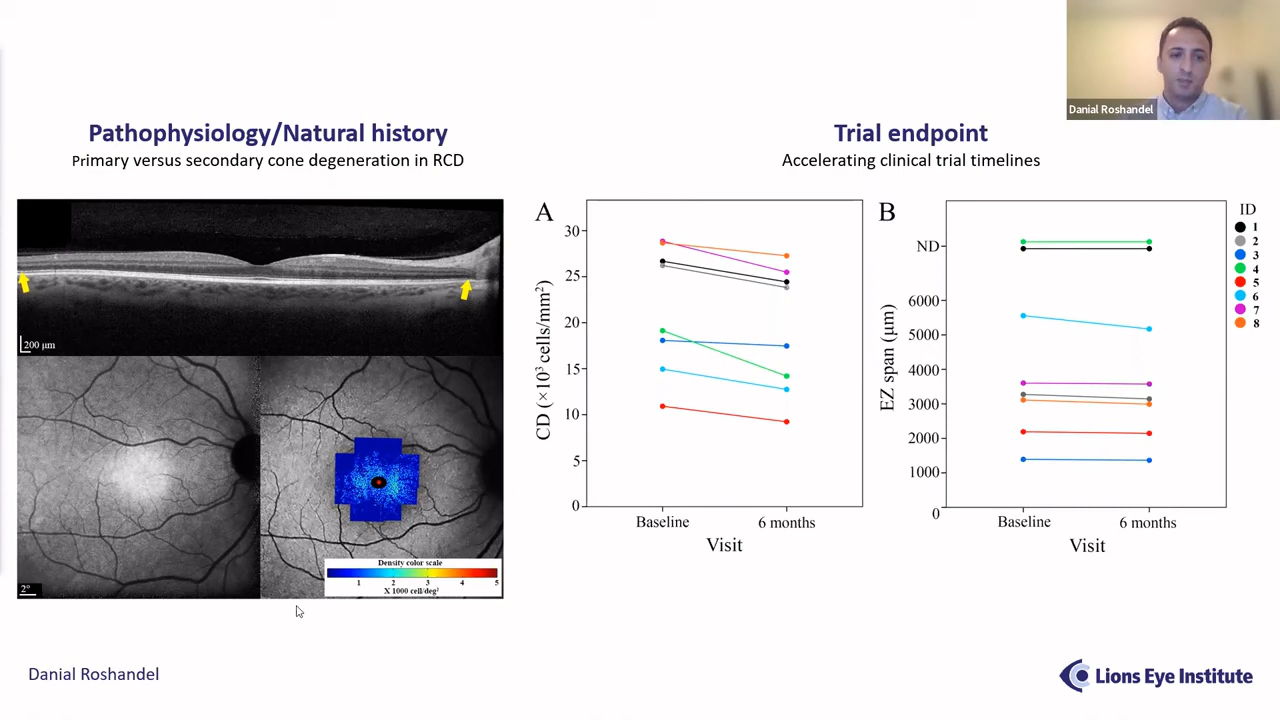 Danial Roshandel
Pathophysiology/Natural history
Primary versus secondary cone degeneration in RCD
Trial endpoint
Accelerating clinical trial timelines
200 µm
2°
Density color scale
1 2 3 4 5
X 1000 cell/deg²
A
CD (×10³ cells/mm²)
30
25
20
15
10
5
0
Baseline 6 months
Visit
B
EZ span (µm)
ND
6000
5000
4000
3000
2000
1000
0
Baseline 6 months
Visit
ID
1
2
3
4
5
6
7
8
Danial Roshandel
Lions Eye Institute